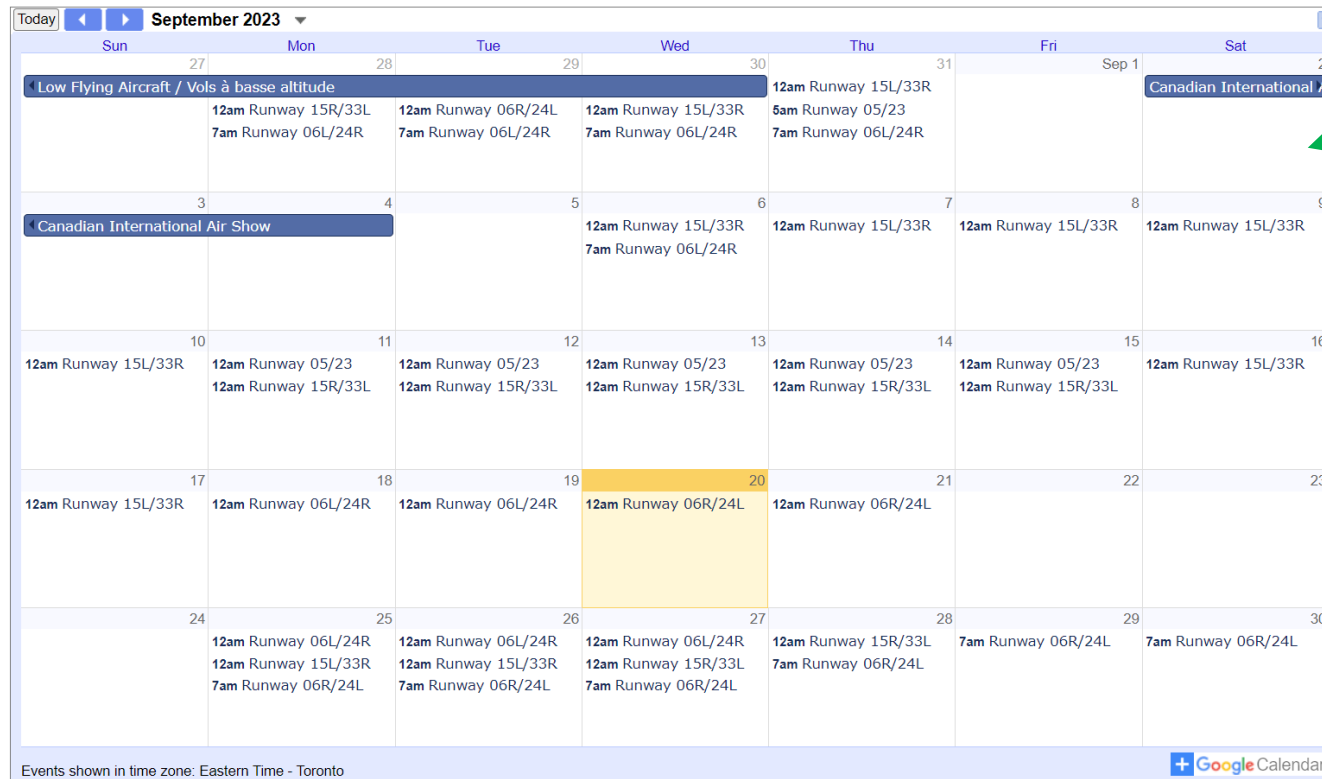 Today September 2023
Sun Mon Tue Wed Thu Fri Sat
27 28 29 30 31 Sep 1 2
Low Flying Aircraft / Vols à basse altitude 12am Runway 15L/33R Canadian International
12am Runway 15R/33L 12am Runway 06R/24L 12am Runway 15L/33R 5am Runway 05/23
7am Runway 06L/24R 7am Runway 06L/24R 7am Runway 06L/24R 7am Runway 06L/24R
3 4 5 6 7 8 9
Canadian International Air Show 12am Runway 15L/33R 12am Runway 15L/33R 12am Runway 15L/33R 12am Runway 15L/33R
7am Runway 06L/24R
10 11 12 13 14 15 16
12am Runway 15L/33R 12am Runway 05/23 12am Runway 05/23 12am Runway 05/23 12am Runway 05/23 12am Runway 05/23 12am Runway 15L/33R
12am Runway 15R/33L 12am Runway 15R/33L 12am Runway 15R/33L 12am Runway 15R/33L 12am Runway 15R/33L
17 18 19 20 21 22 23
12am Runway 15L/33R 12am Runway 06L/24R 12am Runway 06L/24R 12am Runway 06R/24L 12am Runway 06R/24L
24 25 26 27 28 29 30
12am Runway 06L/24R 12am Runway 06L/24R 12am Runway 06L/24R 12am Runway 15R/33L 7am Runway 06R/24L 7am Runway 06R/24L
12am Runway 15L/33R 12am Runway 15L/33R 12am Runway 15R/33L 7am Runway 06R/24L
7am Runway 06R/24L 7am Runway 06R/24L 7am Runway 06R/24L
Events shown in time zone: Eastern Time - Toronto
Google Calendar